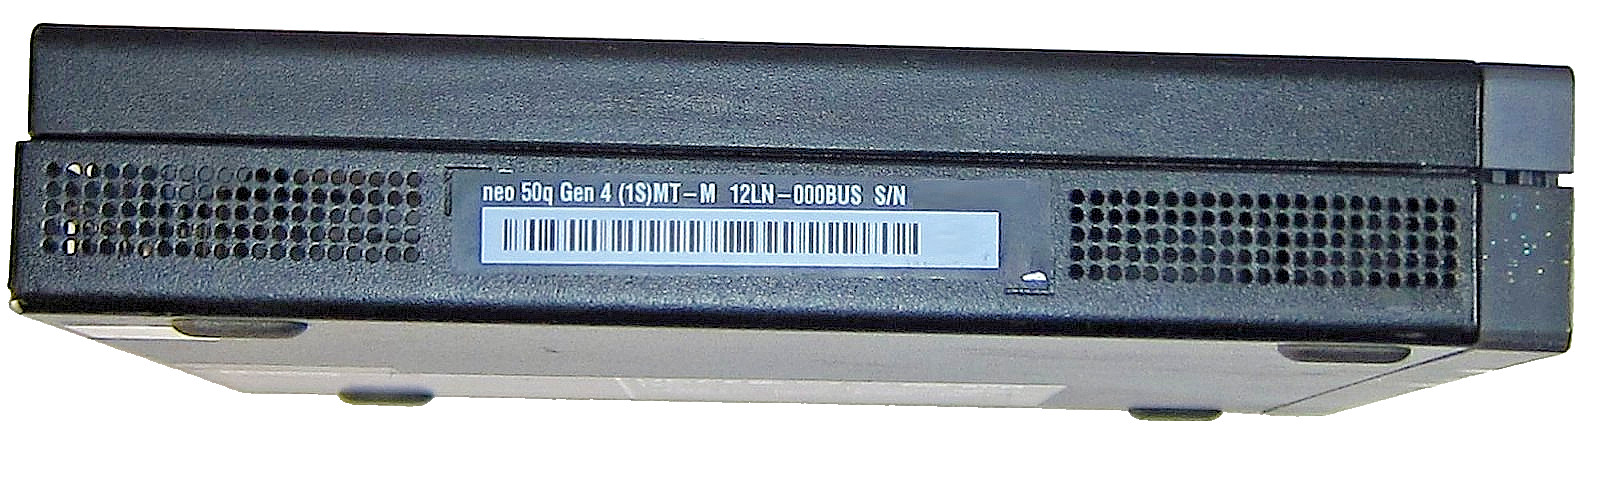 neo 50q Gen 4 (1S)MT-M 12LN-000BUS S/N